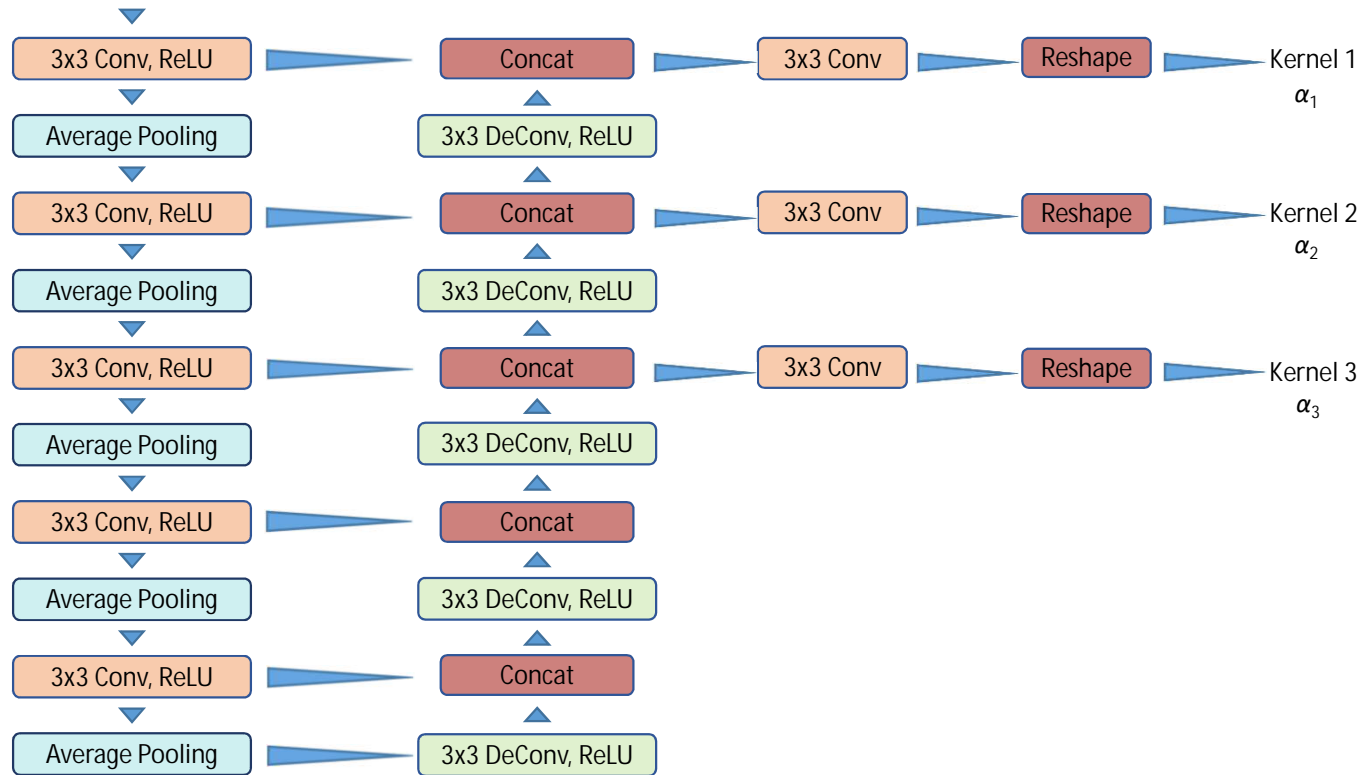 3x3 Conv, ReLU
Concat
3x3 Conv
Reshape
Kernel 1
α1
Average Pooling
3x3 DeConv, ReLU
3x3 Conv, ReLU
Concat
3x3 Conv
Reshape
Kernel 2
α2
Average Pooling
3x3 DeConv, ReLU
3x3 Conv, ReLU
Concat
3x3 Conv
Reshape
Kernel 3
α3
Average Pooling
3x3 DeConv, ReLU
3x3 Conv, ReLU
Concat
Average Pooling
3x3 DeConv, ReLU
3x3 Conv, ReLU
Concat
Average Pooling
3x3 DeConv, ReLU